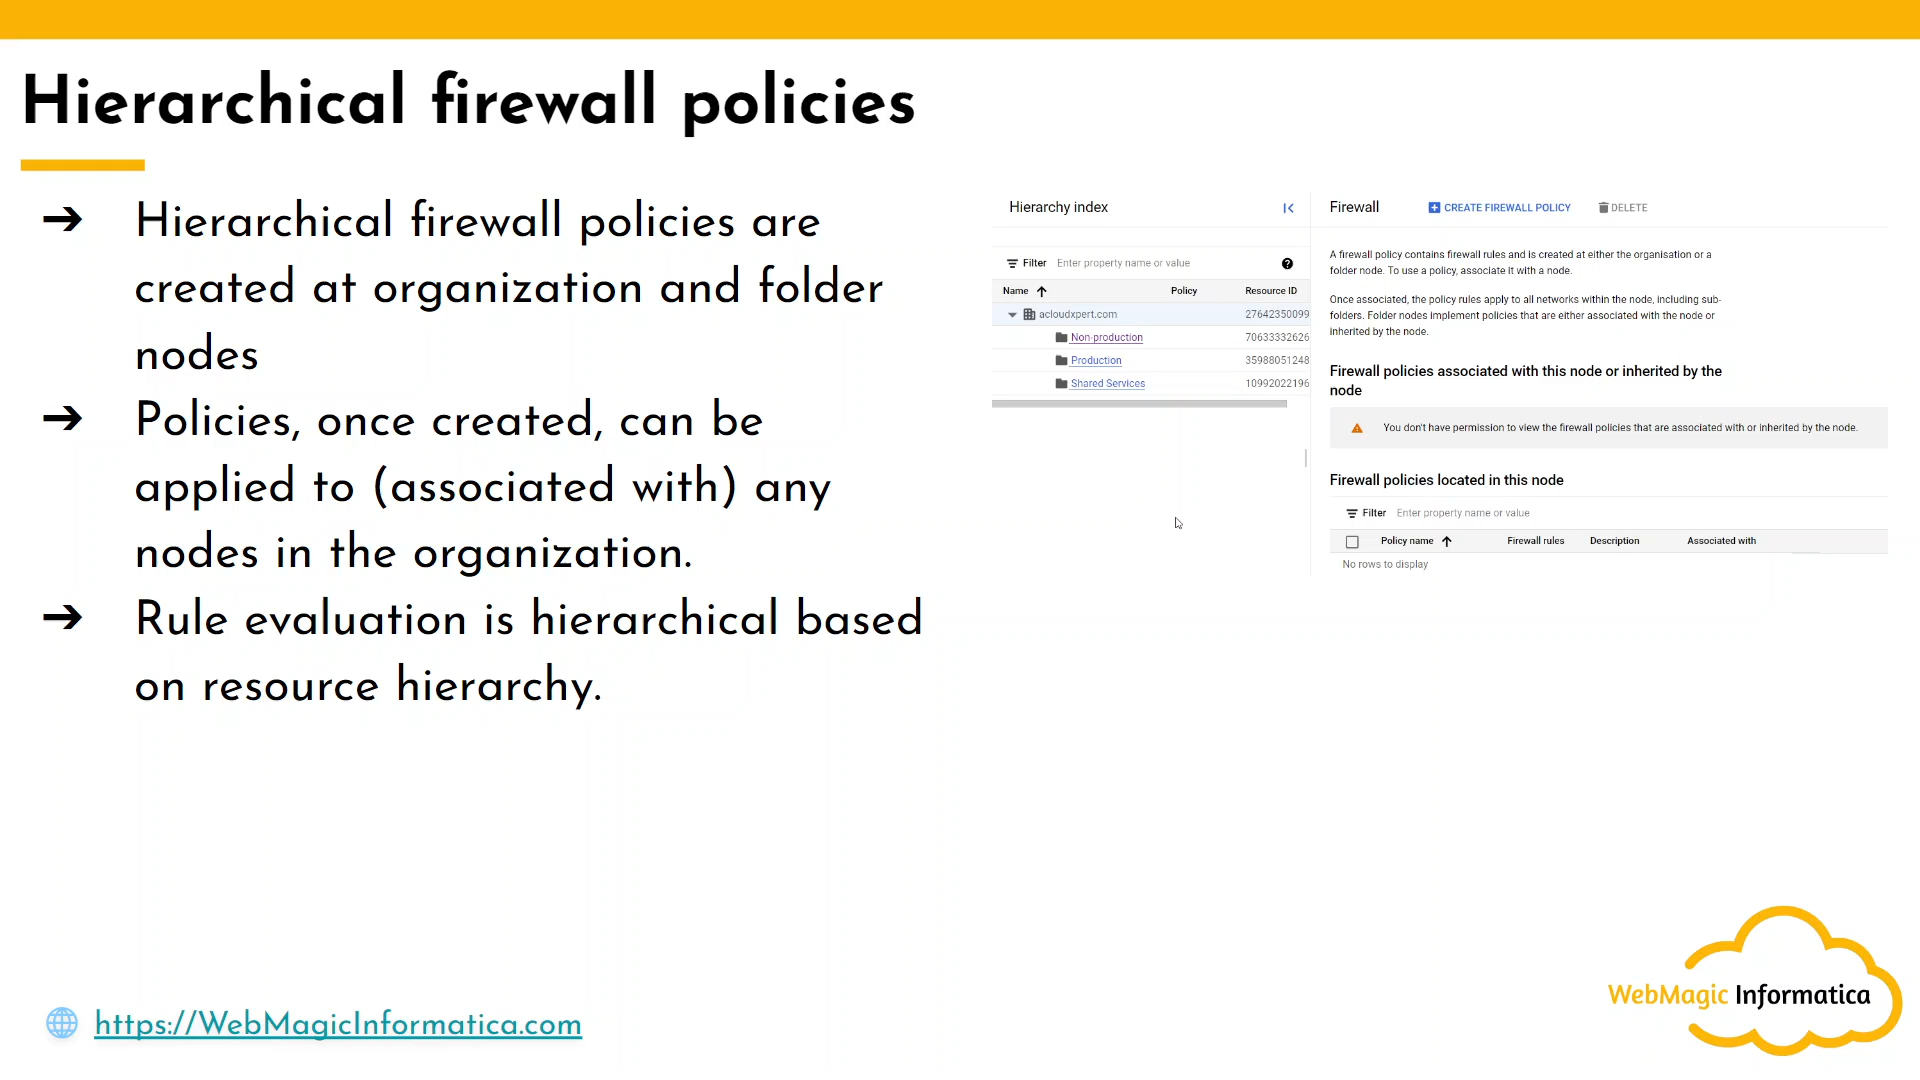 Hierarchical firewall policies
➔ Hierarchical firewall policies are
created at organization and folder
nodes
➔ Policies, once created, can be
applied to (associated with) any
nodes in the organization.
➔ Rule evaluation is hierarchical based
on resource hierarchy.
Hierarchy index
Filter Enter property name or value
Name Policy Resource ID
acloudxpert.com 27642350099
Non-production 70633332626
Production 35988051248
Shared Services 10992022196
Firewall CREATE FIREWALL POLICY DELETE
A firewall policy contains firewall rules and is created at either the organisation or a
folder node. To use a policy, associate it with a node.
Once associated, the policy rules apply to all networks within the node, including sub-
folders. Folder nodes implement policies that are either associated with the node or
inherited by the node.
Firewall policies associated with this node or inherited by the
node
You don't have permission to view the firewall policies that are associated with or inherited by the node.
Firewall policies located in this node
Filter Enter property name or value
Policy name Firewall rules Description Associated with
No rows to display
https://WebMagicInformatica.com
WebMagic Informatica